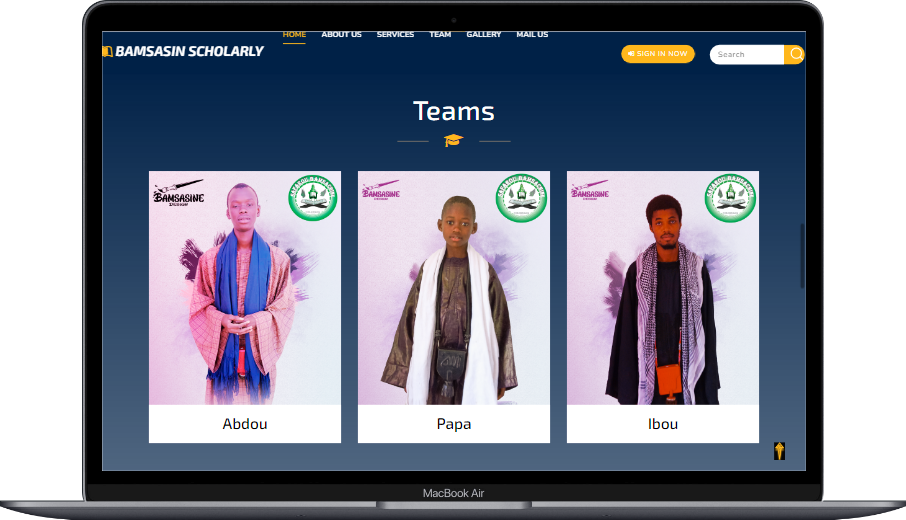 HOME ABOUT US SERVICES TEAM GALLERY MAIL US
BAMSASIN SCHOLARLY
SIGN IN NOW
Search
Teams
BAMSASINE
BAMSASINE
BAMSASINE
Abdou
Papa
Ibou
MacBook Air